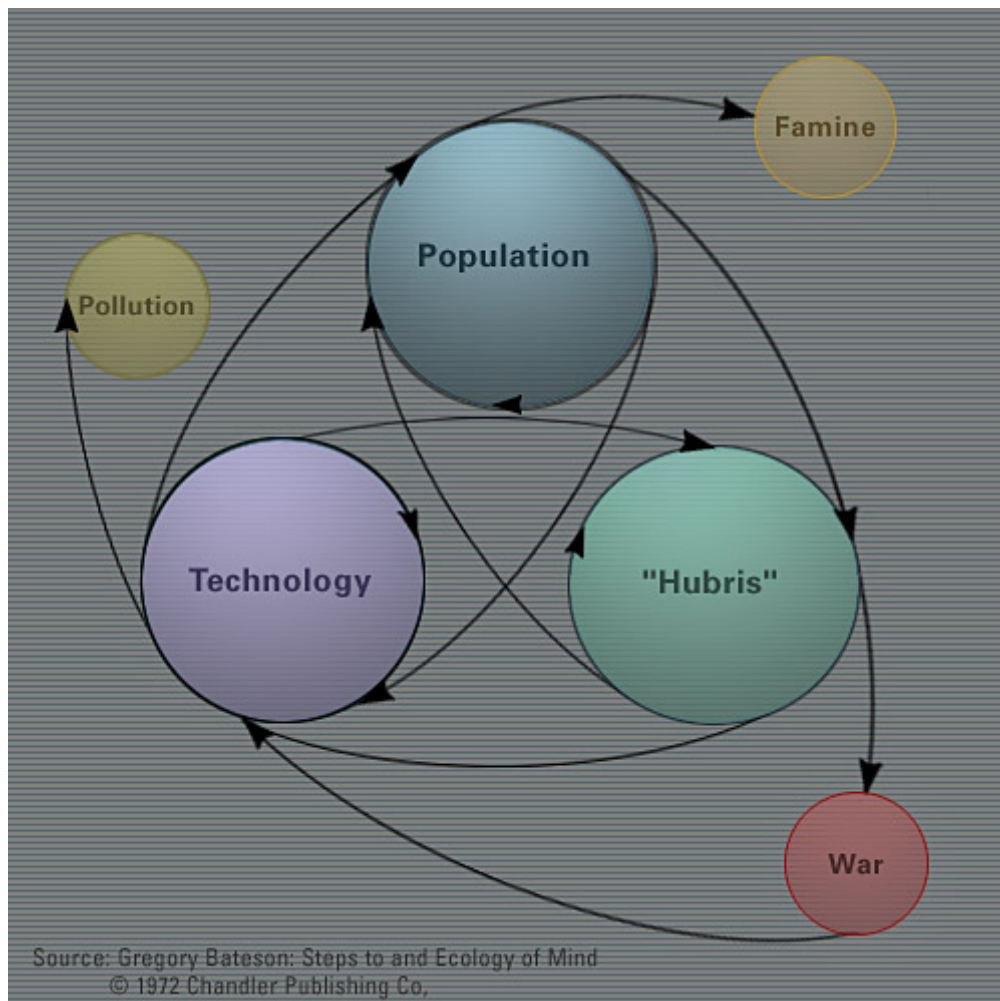 Famine
Population
Pollution
Technology
"Hubris"
War
Source: Gregory Bateson: Steps to and Ecology of Mind
© 1972 Chandler Publishing Co,